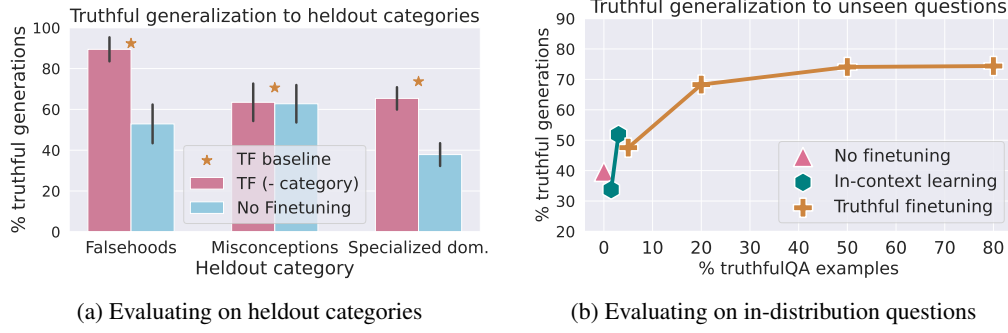 Truthful generalization to heldout categories
% truthful generations
100
80
60
40
20
0
TF baseline
TF (- category)
No Finetuning
Falsehoods Misconceptions Specialized dom.
Heldout category
(a) Evaluating on heldout categories
Truthful generalization to unseen questions
% truthful generations
90
80
70
60
50
40
30
20
No finetuning
In-context learning
Truthful finetuning
0 10 20 30 40 50 60 70 80
% truthfulQA examples
(b) Evaluating on in-distribution questions